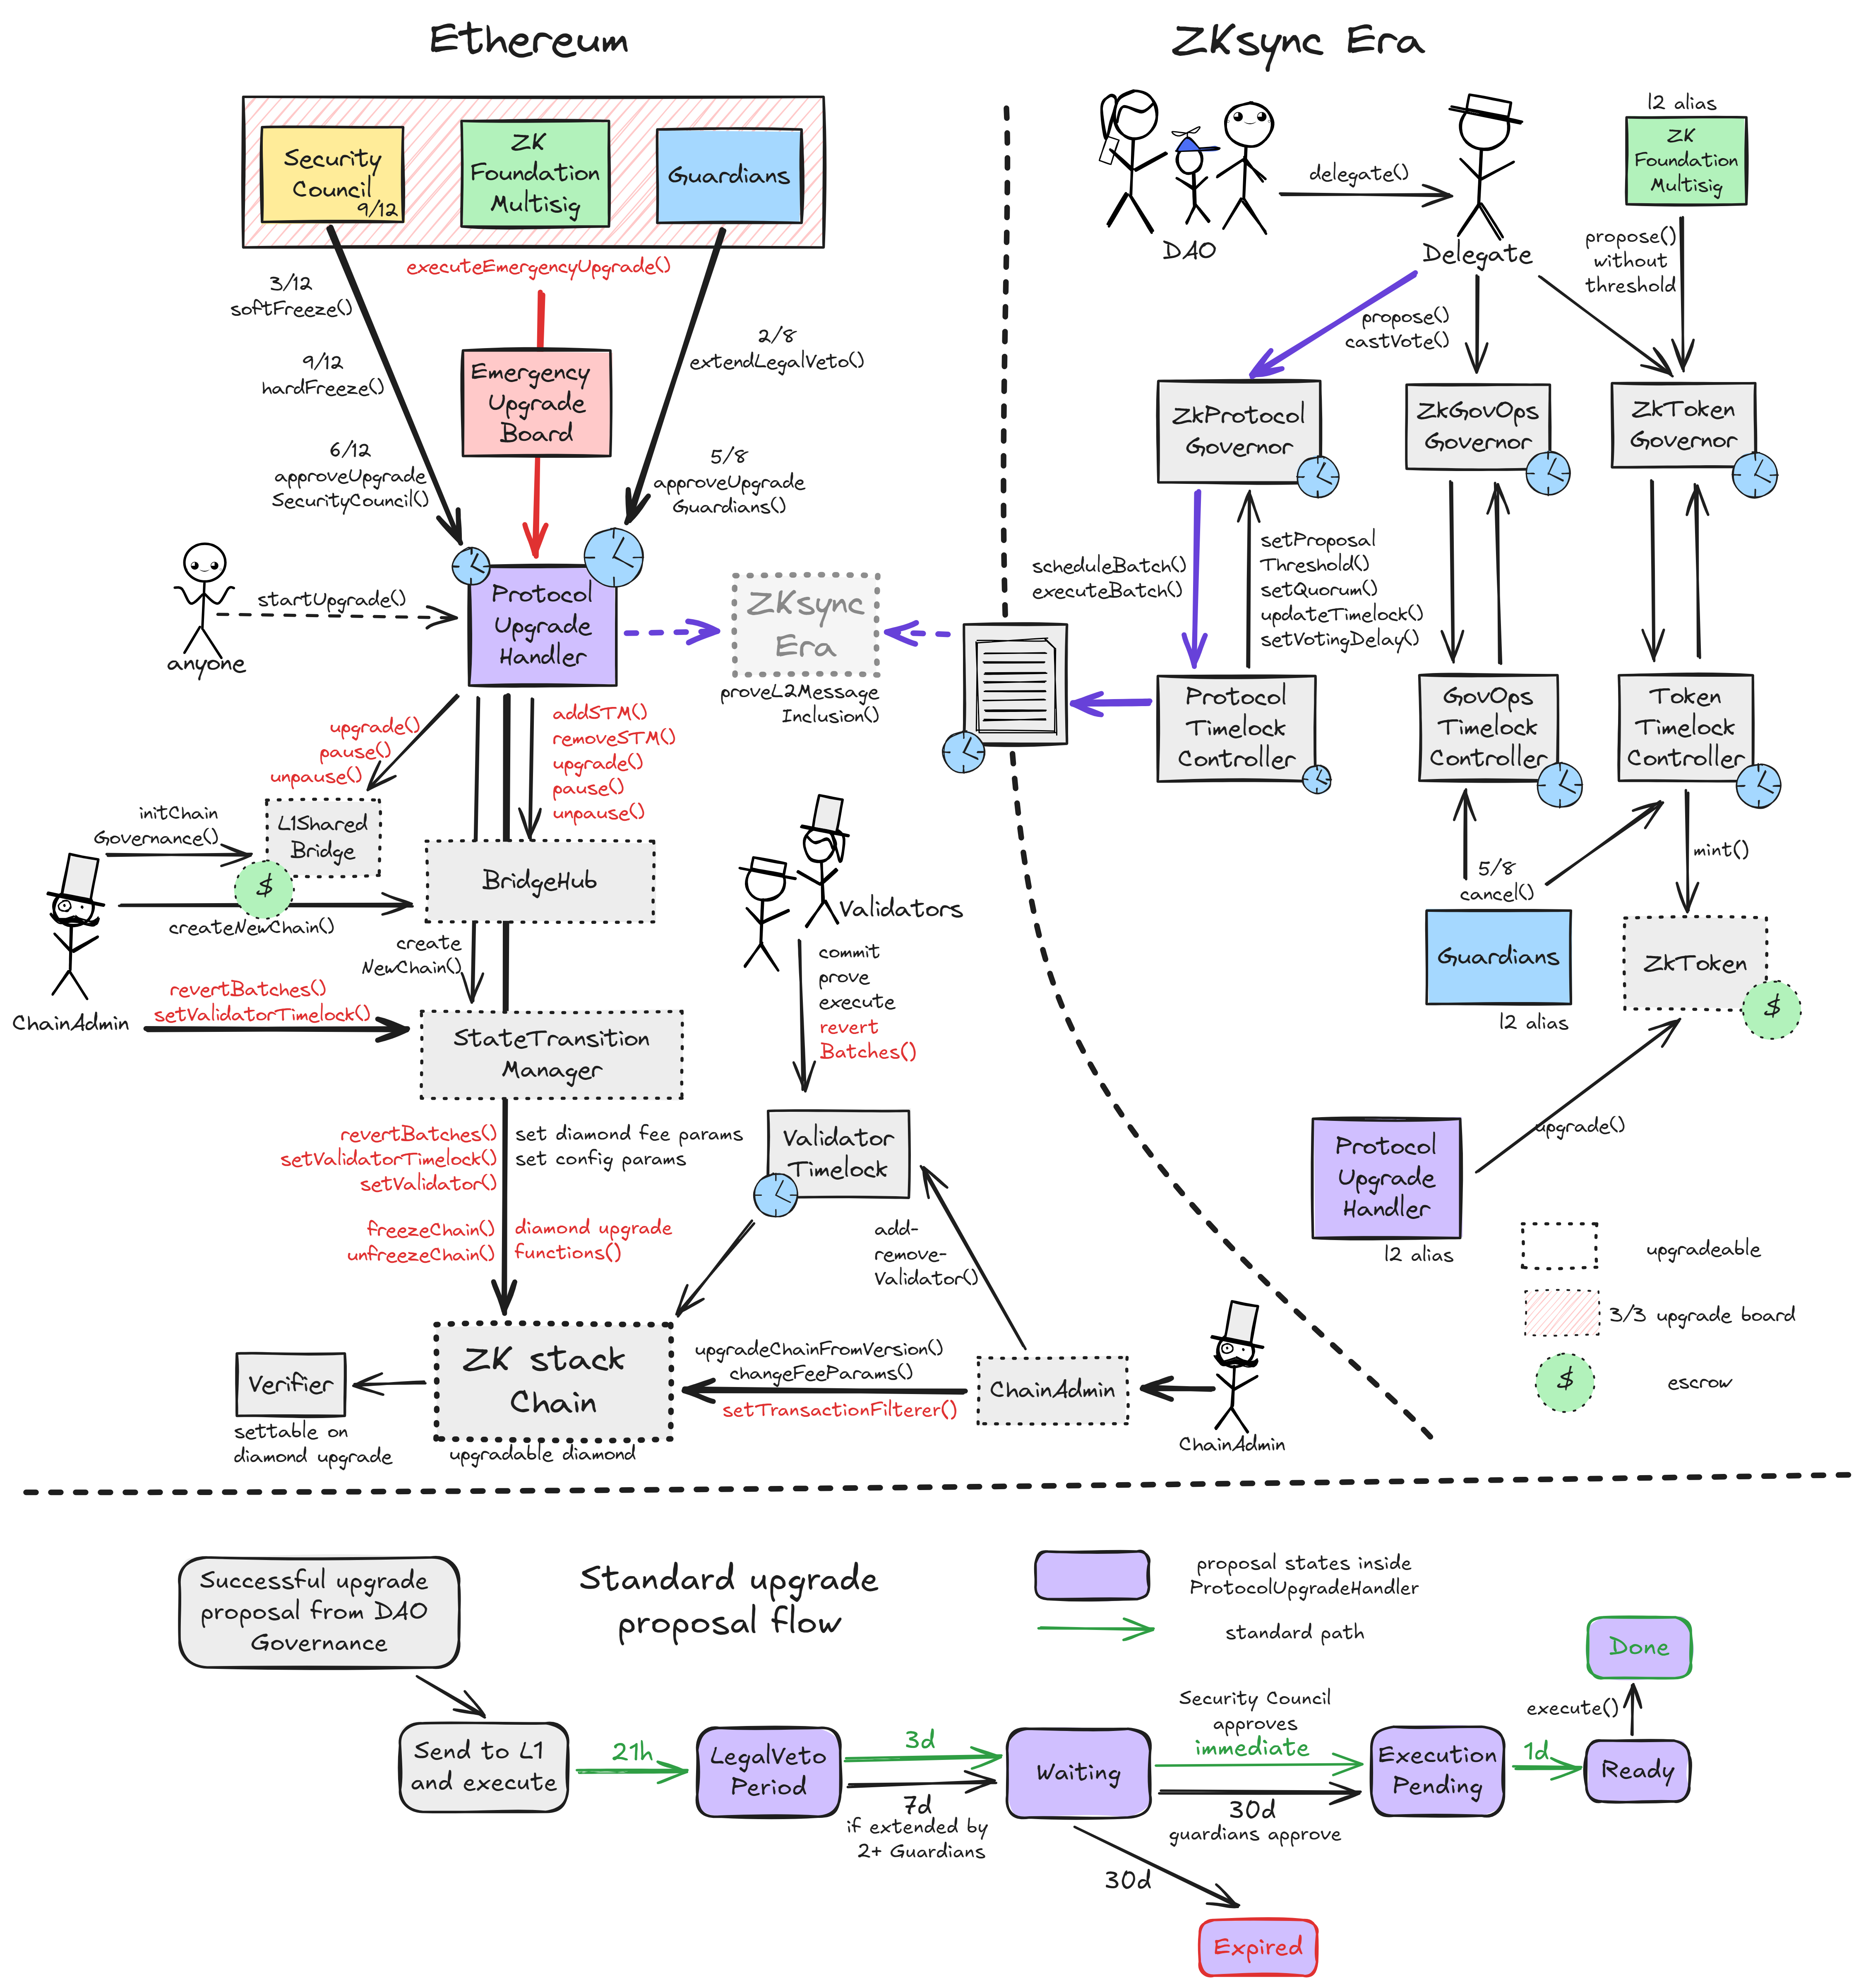 Ethereum
ZKsync Era
Security
Council
9/12
ZK
Foundation
Multisig
Guardians
3/12
softFreeze()
9/12
hardFreeze()
6/12
approveUpgrade
SecurityCouncil()
executeEmergencyUpgrade()
Emergency
Upgrade
Board
2/8
extendLegalVeto()
5/8
approveUpgrade
Guardians()
anyone
startUpgrade()
Protocol
Upgrade
Handler
ZKsync
Era
proveL2Message
Inclusion()
upgrade()
pause()
unpause()
addSTM()
removeSTM()
upgrade()
pause()
unpause()
initChain
Governance()
L1Shared
Bridge
$
createNewChain()
BridgeHub
create
NewChain()
ChainAdmin
revertBatches()
setValidatorTimelock()
StateTransition
Manager
Validators
commit
prove
execute
revert
Batches()
revertBatches()
setValidatorTimelock()
setValidator()
set diamond fee params
set config params
freezeChain()
unfreezeChain()
diamond upgrade
functions()
Validator
Timelock
add-
remove-
Validator()
Verifier
settable on
diamond upgrade
ZK stack
Chain
upgradable diamond
upgradeChainFromVersion()
changeFeeParams()
setTransactionFilterer()
ChainAdmin
ChainAdmin
DAO
delegate()
Delegate
l2 alias
ZK
Foundation
Multisig
propose()
without
threshold
propose()
castVote()
ZkProtocol
Governor
ZkGovOps
Governor
ZkToken
Governor
scheduleBatch()
executeBatch()
setProposal
Threshold()
setQuorum()
updateTimelock()
setVotingDelay()
Protocol
Timelock
Controller
GovOps
Timelock
Controller
Token
Timelock
Controller
5/8
cancel()
mint()
Guardians
l2 alias
ZkToken
$
upgrade()
Protocol
Upgrade
Handler
l2 alias
upgradeable
3/3 upgrade board
$
escrow
Successful upgrade
proposal from DAO
Governance
Standard upgrade
proposal flow
proposal states inside
ProtocolUpgradeHandler
standard path
Send to L1
and execute
21h
LegalVeto
Period
3d
7d
if extended by
2+ Guardians
Waiting
Security Council
approves
immediate
30d
guardians approve
30d
Expired
Execution
Pending
1d
Ready
execute()
Done